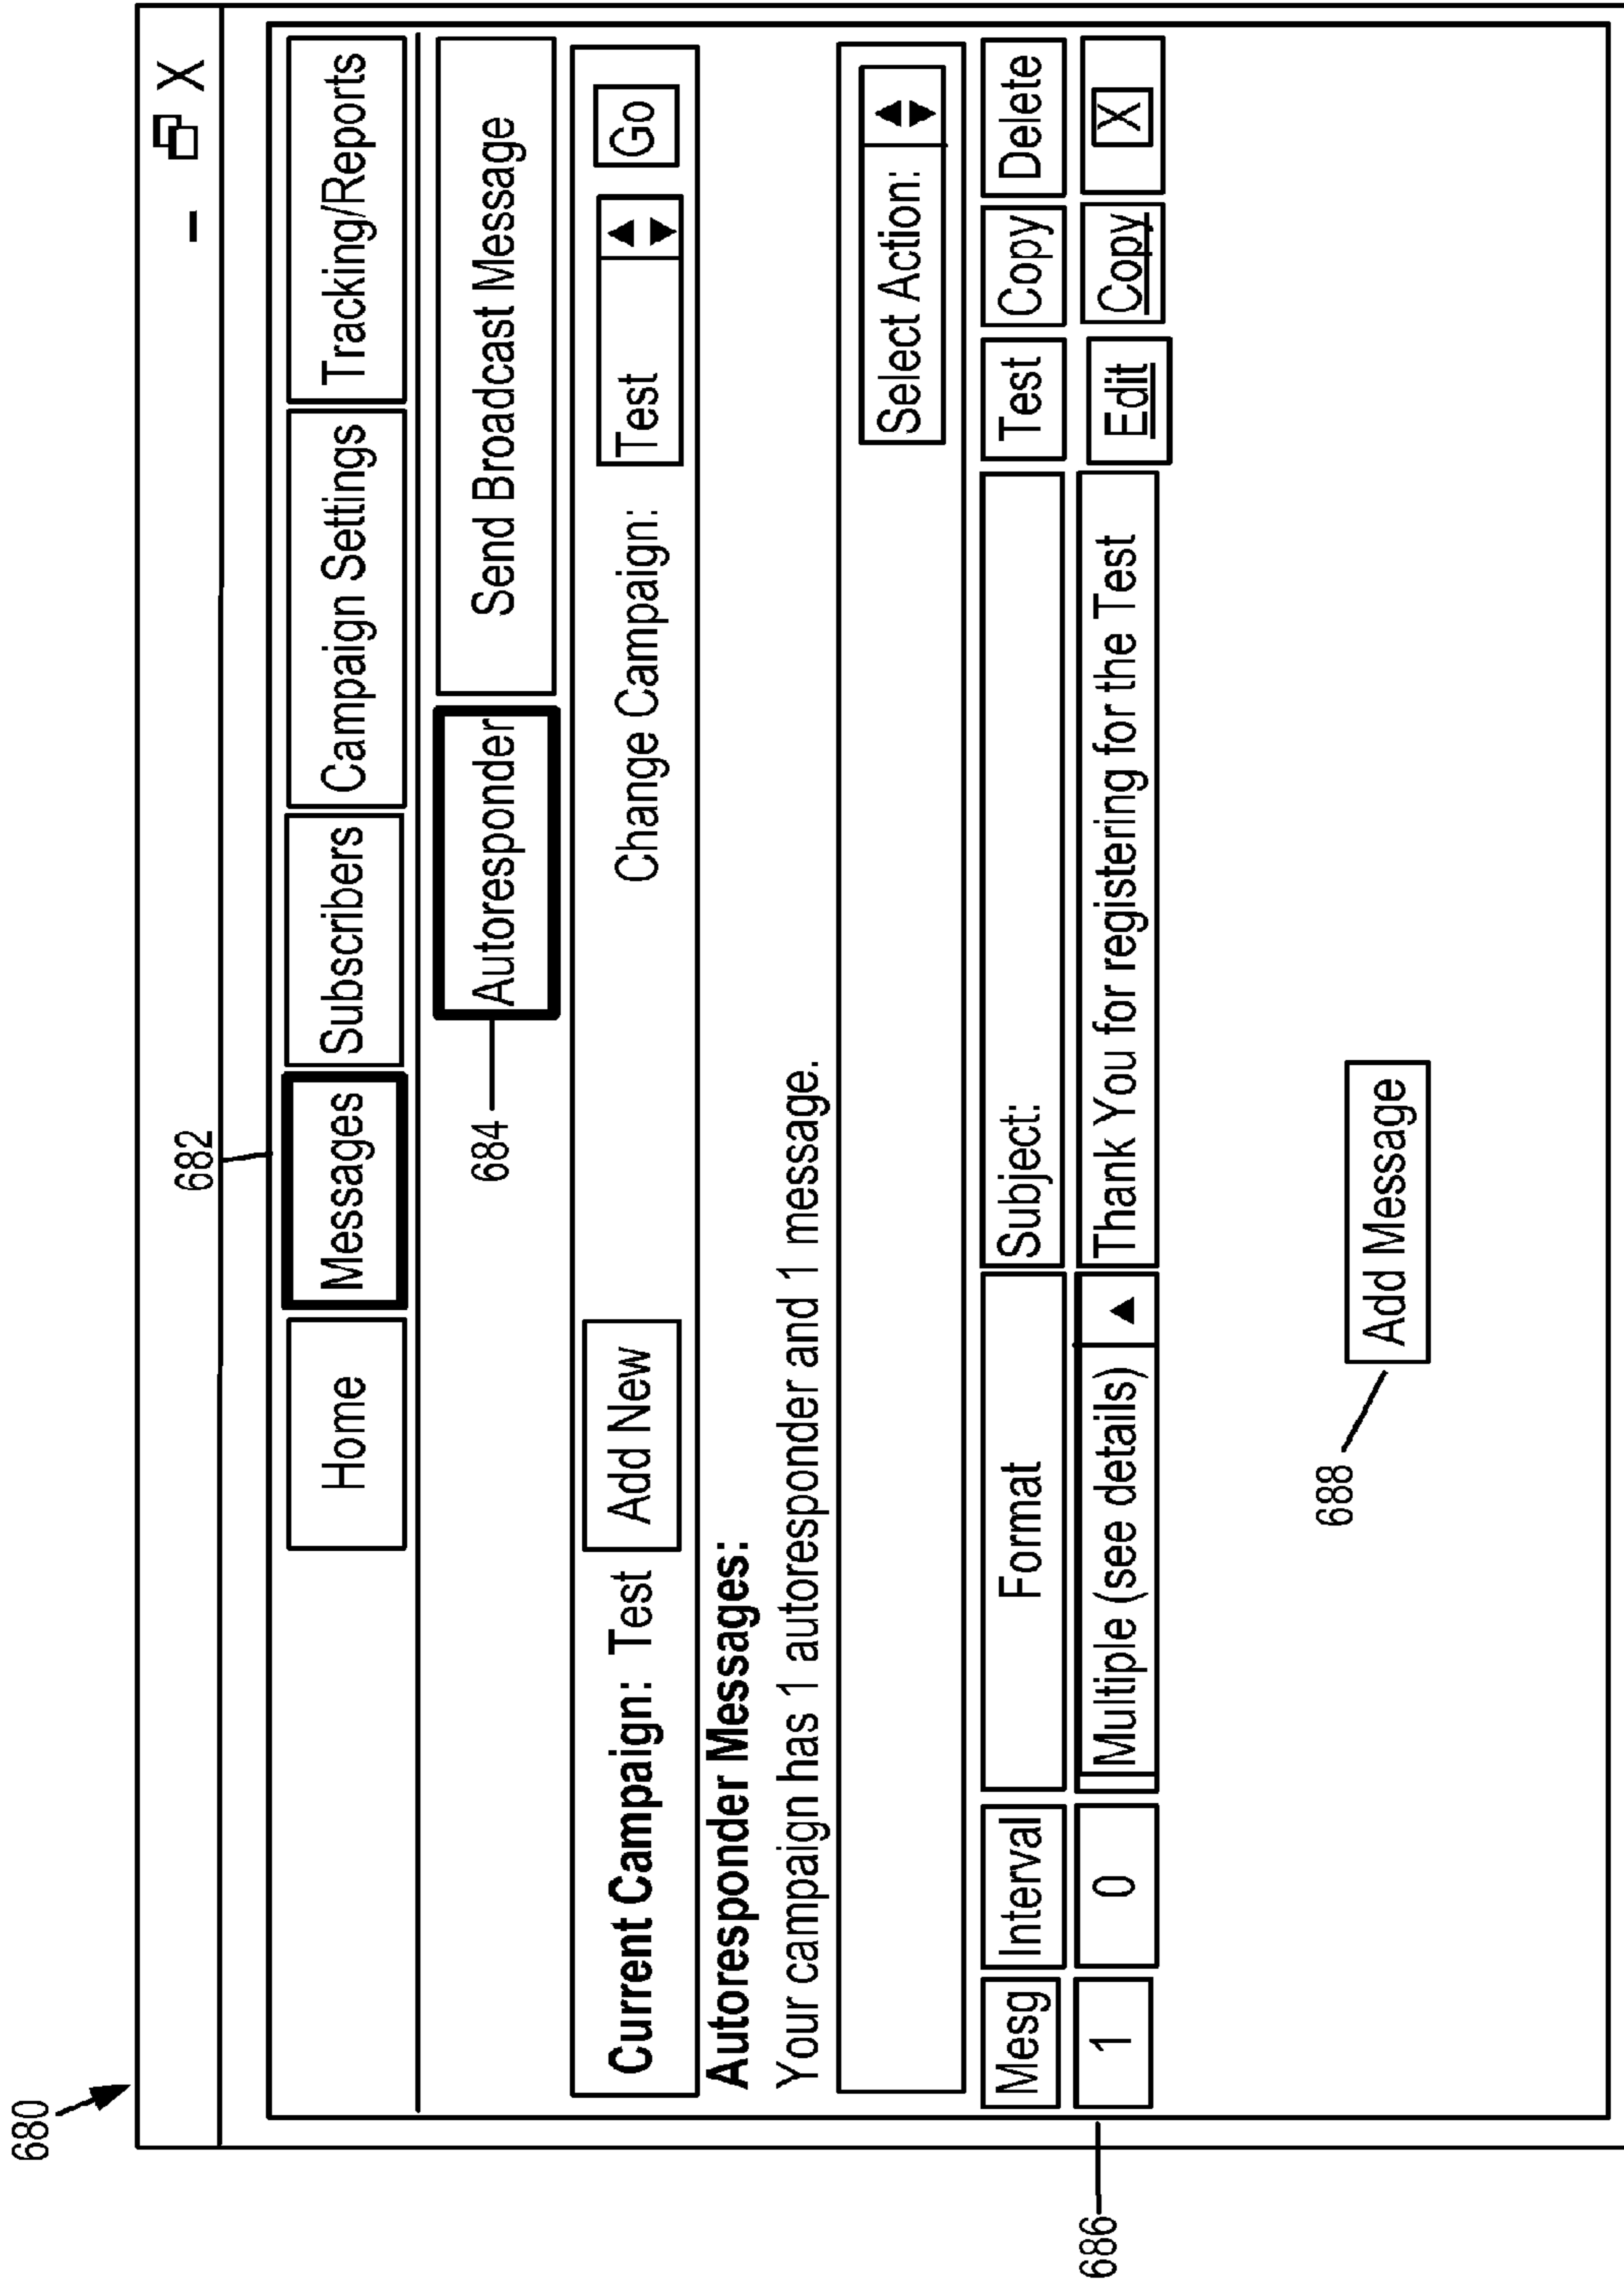 680
– X
682
Home Messages Subscribers Campaign Settings Tracking/Reports
684
Autoresponder Send Broadcast Message
Current Campaign: Test Add New Change Campaign: Test Go
Autoresponder Messages:
Your campaign has 1 autoresponder and 1 message.
Select Action:
Mesg Interval Format Subject: Test Copy Delete
686
1 0 Multiple (see details) Thank You for registering for the Test Edit Copy X
688
Add Message